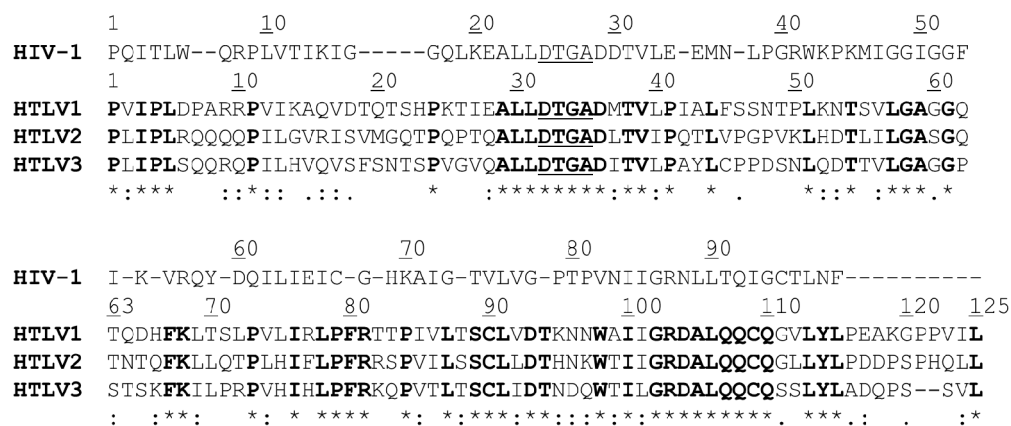 1 10 20 30 40 50
HIV-1 PQITLW--QRPLVTIKIG-----GQLKEALLDTGADDTVLE-EMN-LPGRWKPKMIGGIGGF
1 10 20 30 40 50 60
HTLV1 PVIPLDPARRPVIKAQVDTQTSHPKTIEALLDTGADMTVLPIALFSSNTPLKNTSVLGAGGQ
HTLV2 PLIPLRQQQQPILGVRISVMGQTPQPTQALLDTGADLTVIPQTLVPGPVKLHDTLILGASGQ
HTLV3 PLIPLSQQRQPILHVQVSFSNTSPVGVQALLDTGADITVLPAYLCPPDSNLQDTTVLGAGGP
*:*** ::*:: .::. * :********:**:* * . *::* :***.*
60 70 80 90
HIV-1 I-K-VRQY-DQILIEIC-G-HKAIG-TVLVG-PTPVNIIGRNLLTQIGCTLNF----------
63 70 80 90 100 110 120 125
HTLV1 TQDHFKLTSLPVLIRLPFRTTPIVLTSCLVDTKNNWAIIGRDALQQCQGVLYLPEAKGPPVIL
HTLV2 TNTQFKLLQTPLHIFLPFRRSPVILSSCLLDTHNKWTIIGRDALQQCQGLLYLPDDPSPHQLL
HTLV3 STSKFKILPRPVHIHLPFRKQPVTLTSCLIDTNDQWTILGRDALQQCQSSLYLADQPS--SVL
: : **: * : * **** * :* ***:** : * *: ********* *** .: . :*